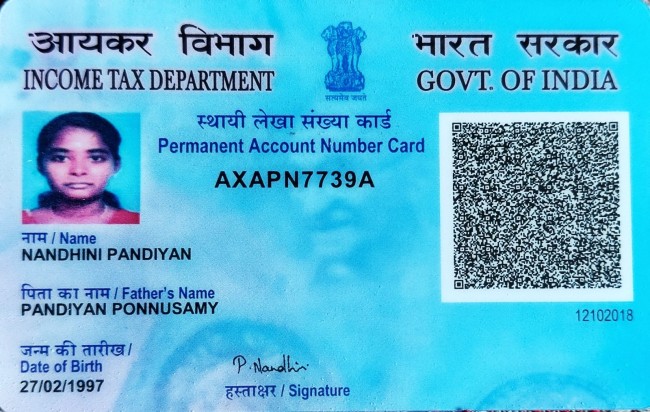 आयकर विभाग
INCOME TAX DEPARTMENT
सत्यमेव जयते
भारत सरकार
GOVT. OF INDIA
स्थायी लेखा संख्या कार्ड
Permanent Account Number Card
AXAPN7739A
नाम / Name
NANDHINI PANDIYAN
पिता का नाम / Father's Name
PANDIYAN PONNUSAMY
12102018
जन्म की तारीख /
Date of Birth
27/02/1997
P. Nandhini
हस्ताक्षर / Signature